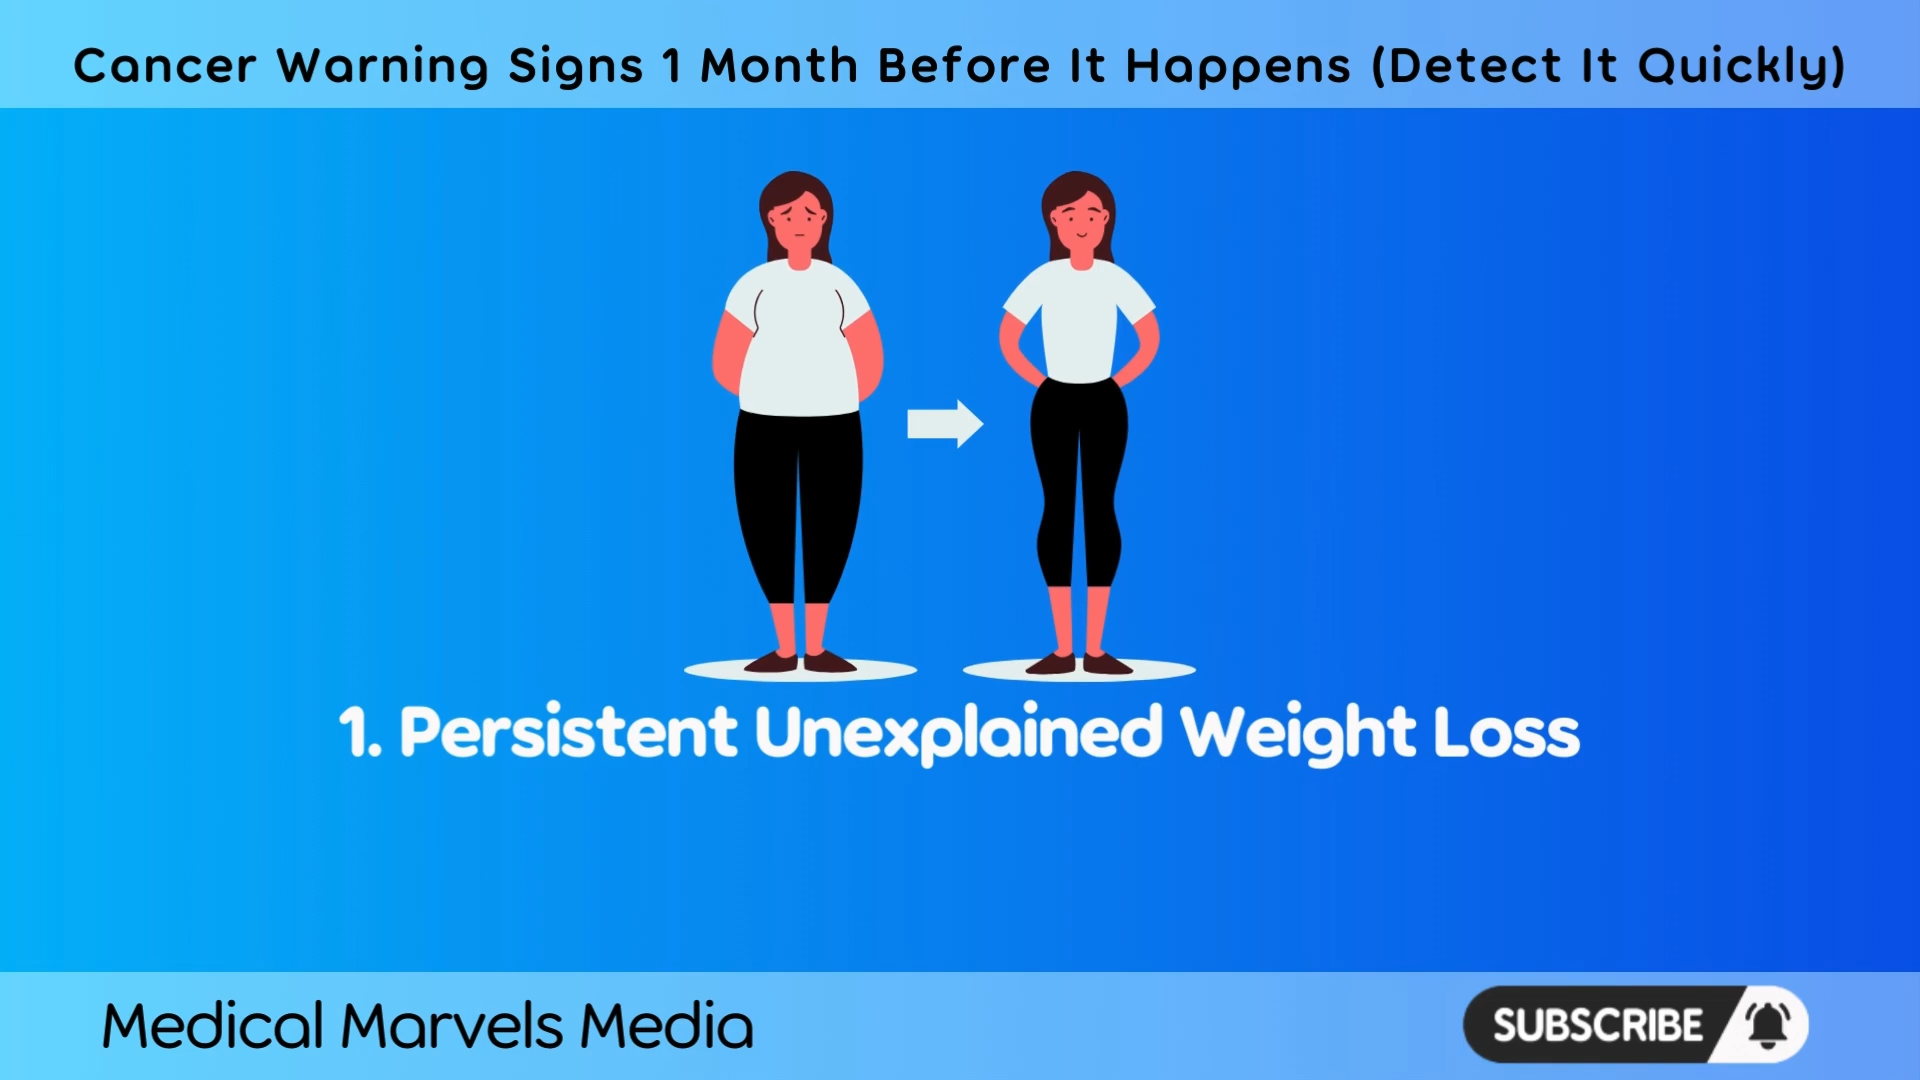 Cancer Warning Signs 1 Month Before It Happens (Detect It Quickly)
1. Persistent Unexplained Weight Loss
Medical Marvels Media
SUBSCRIBE